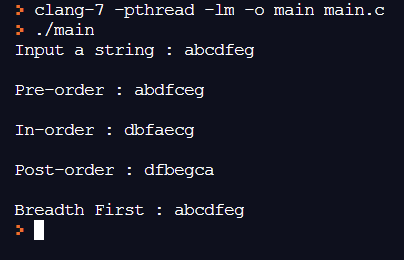 > clang-7 -pthread -lm -o main main.c
> ./main
Input a string : abcdfeg
Pre-order : abdfceg
In-order : dbfaecg
Post-order : dfbegca
Breadth First : abcdfeg
>